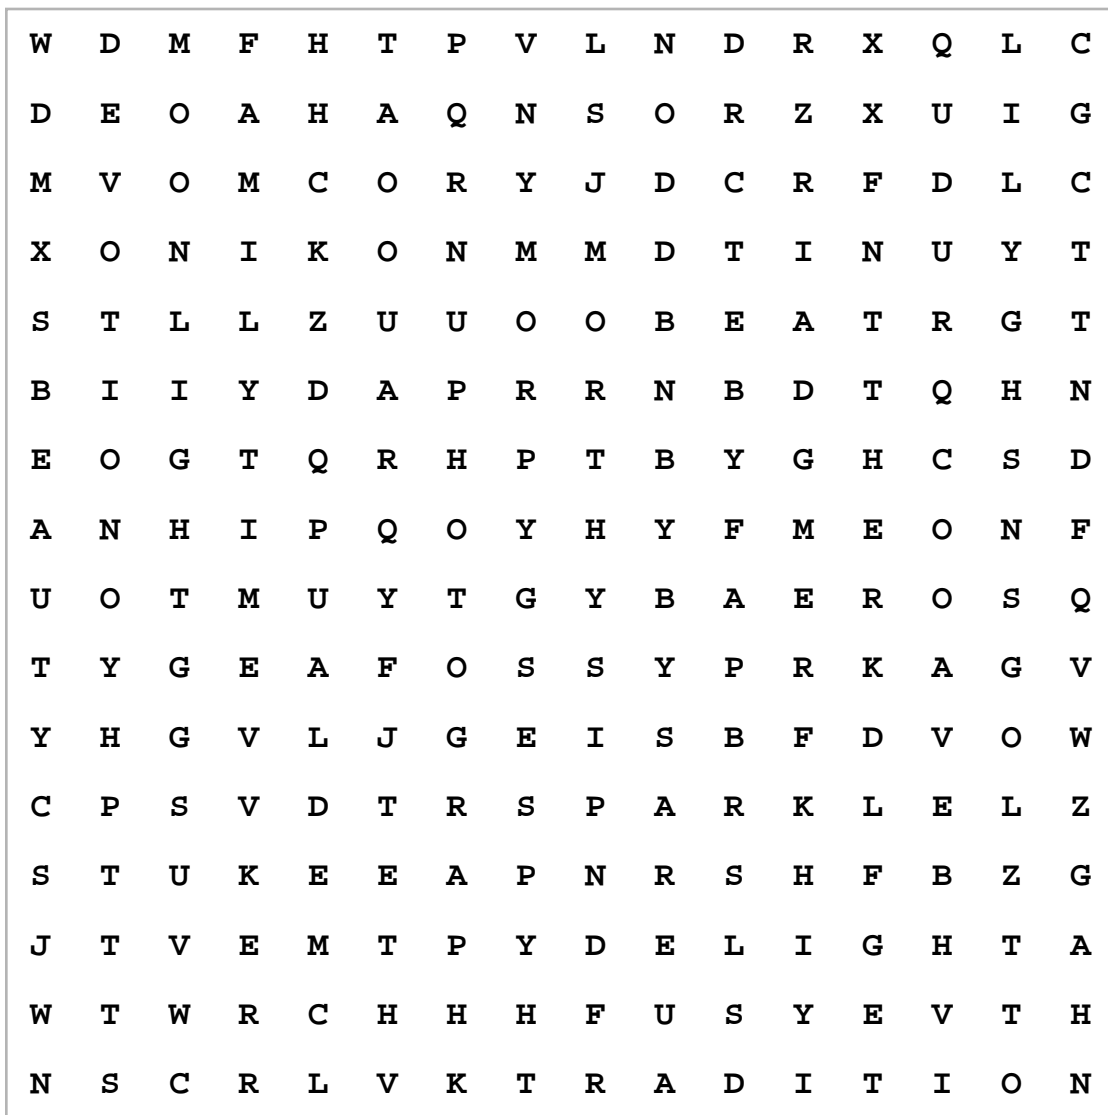 W D M F H T P V L N D R X Q L C
D E O A H A Q N S O R Z X U I G
M V O M C O R Y J D C R F D L C
X O N I K O N M M D T I N U Y T
S T L L Z U U O O B E A T R G T
B I I Y D A P R R N B D T Q H N
E O G T Q R H P T B Y G H C S D
A N H I P Q O Y H Y F M E O N F
U O T M U Y T G Y B A E R O S Q
T Y G E A F O S S Y P R K A G V
Y H G V L J G E I S B F D V O W
C P S V D T R S P A R K L E L Z
S T U K E E A P N R S H F B Z G
J T V E M T P Y D E L I G H T A
W T W R C H H H F U S Y E V T H
N S C R L V K T R A D I T I O N